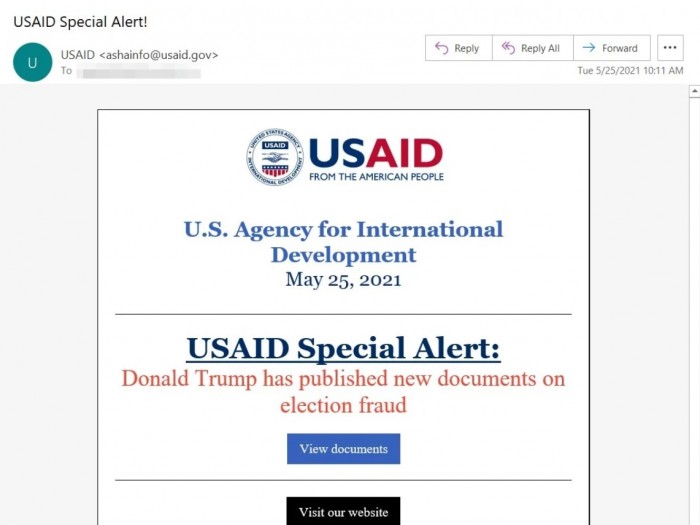 USAID Special Alert!
U
USAID <ashainfo@usaid.gov>
To
Reply
Reply All
Forward
Tue 5/25/2021 10:11 AM
UNITED STATES AGENCY
USAID
INTERNATIONAL DEVELOPMENT
USAID
FROM THE AMERICAN PEOPLE
U.S. Agency for International
Development
May 25, 2021
USAID Special Alert:
Donald Trump has published new documents on
election fraud
View documents
Visit our website